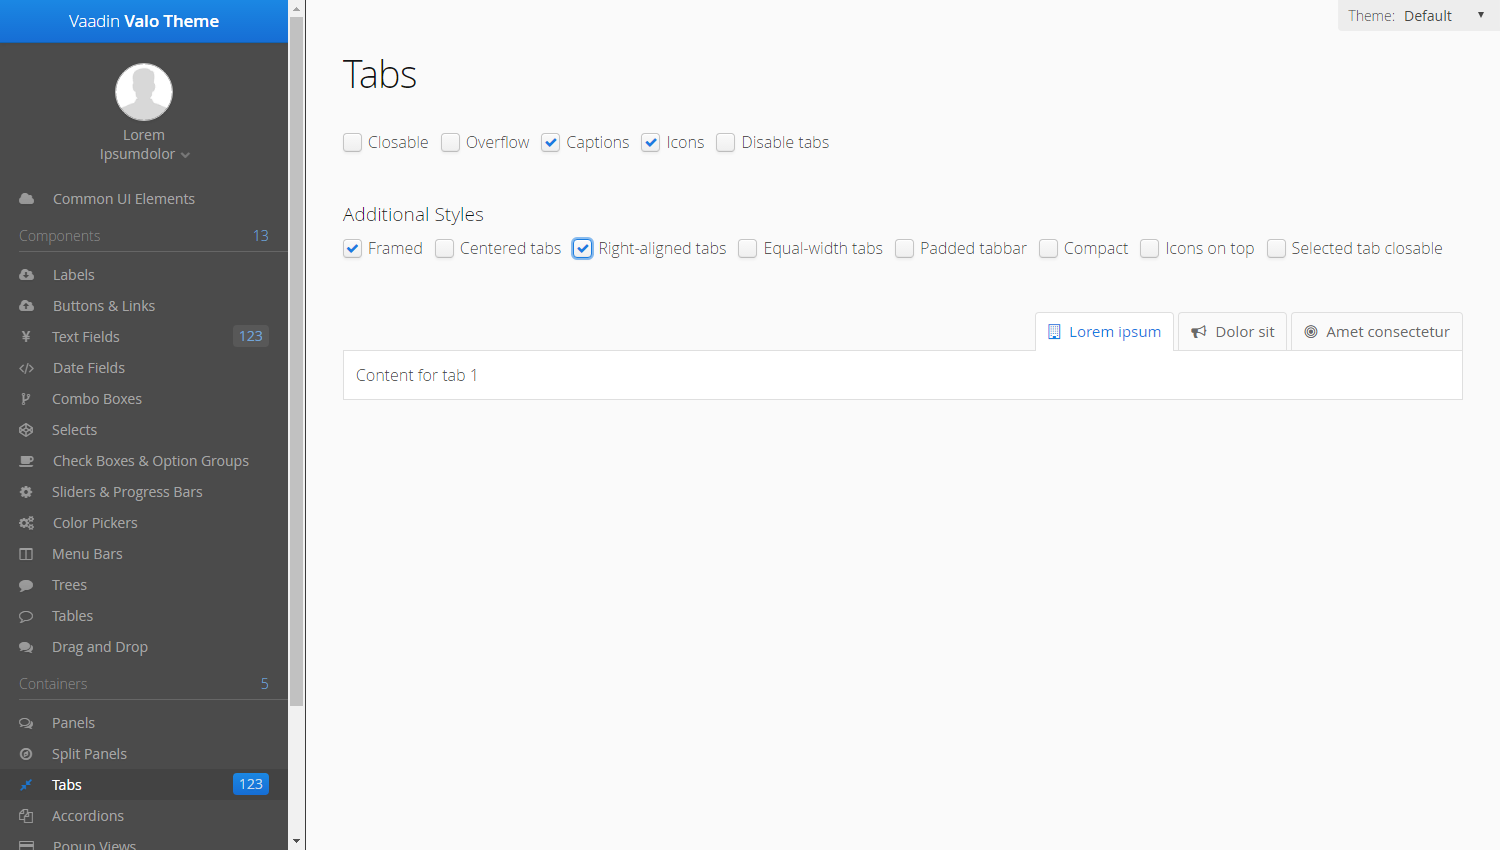 Vaadin Valo Theme
Lorem
Ipsumdolor
Common UI Elements
Components 13
Labels
Buttons & Links
Text Fields 123
Date Fields
Combo Boxes
Selects
Check Boxes & Option Groups
Sliders & Progress Bars
Color Pickers
Menu Bars
Trees
Tables
Drag and Drop
Containers 5
Panels
Split Panels
Tabs 123
Accordions
Popup Views
Theme: Default
Tabs
Closable Overflow Captions Icons Disable tabs
Additional Styles
Framed Centered tabs Right-aligned tabs Equal-width tabs Padded tabbar Compact Icons on top Selected tab closable
Lorem ipsum Dolor sit Amet consectetur
Content for tab 1